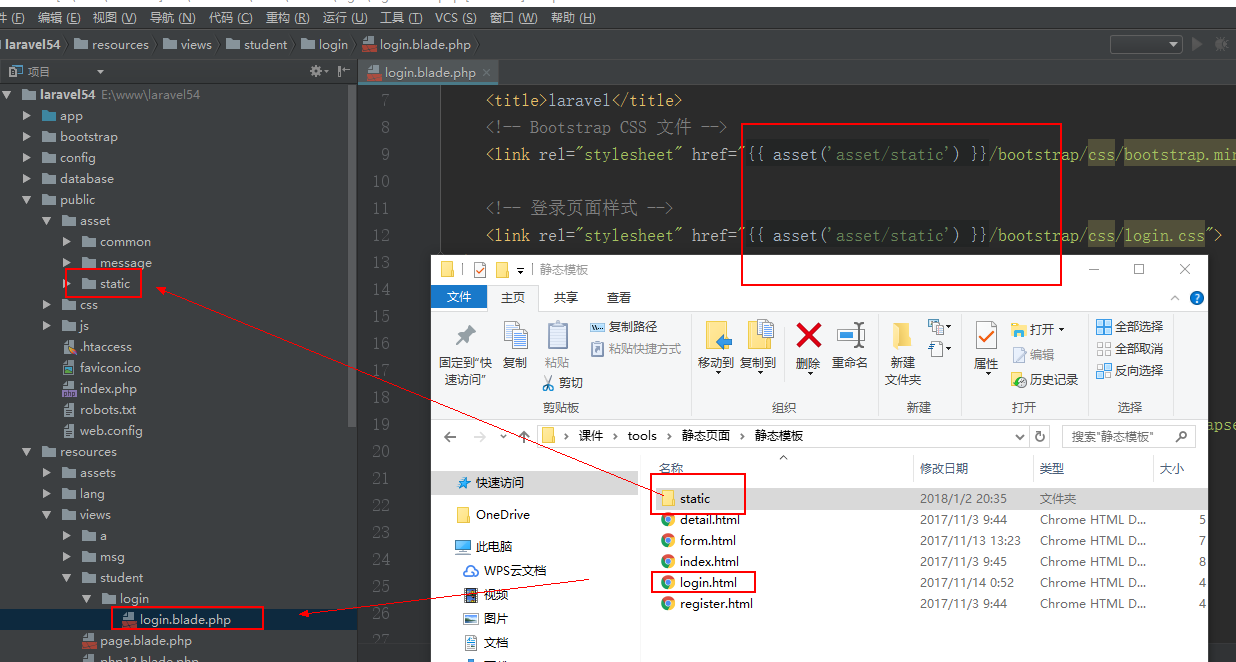 件 (F) 编辑 (E) 视图 (V) 导航 (N) 代码 (C) 重构 (R) 运行 (U) 工具 (T) VCS (S) 窗口 (W) 帮助 (H)
laravel54 resources views student login login.blade.php
项目
login.blade.php
laravel54 E:\www\laravel54
app
bootstrap
config
database
public
asset
common
message
static
css
js
.htaccess
favicon.ico
index.php
robots.txt
web.config
resources
assets
lang
views
a
msg
student
login
login.blade.php
page.blade.php
php12.blade.php
7 <title>laravel</title>
8 <!-- Bootstrap CSS 文件 -->
9 <link rel="stylesheet" href="{{ asset('asset/static') }}/bootstrap/css/bootstrap.min
10
11 <!-- 登录页面样式 -->
12 <link rel="stylesheet" href="{{ asset('asset/static') }}/bootstrap/css/login.css">
13
14
15
16
17
18
19
20
21
22
23
24
25
26
27
apse
静态模板
文件 主页 共享 查看
固定到“快速访问”
复制
粘贴
复制路径
粘贴快捷方式
剪切
剪贴板
移动到 复制到 删除 重命名
组织
新建
文件夹
新建
属性
打开
编辑
历史记录
打开
全部选择
全部取消
反向选择
选择
课件 tools 静态页面 静态模板
搜索"静态模板"
快速访问
OneDrive
此电脑
WPS云文档
视频
图片
文档
名称 修改日期 类型 大小
static 2018/1/2 20:35 文件夹
detail.html 2017/11/3 9:44 Chrome HTML D... 5
form.html 2017/11/13 13:23 Chrome HTML D... 7
index.html 2017/11/3 9:45 Chrome HTML D... 8
login.html 2017/11/14 0:52 Chrome HTML D... 4
register.html 2017/11/3 9:44 Chrome HTML D... 4